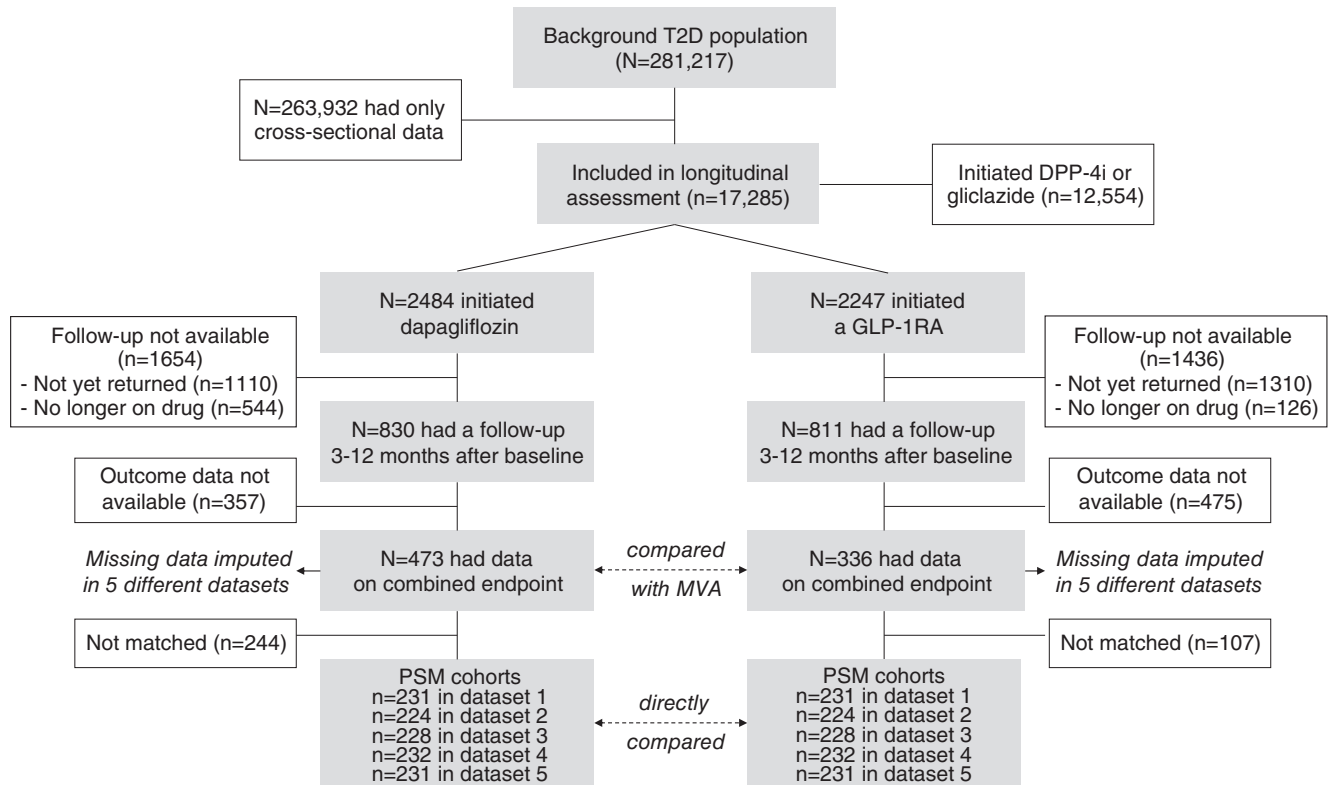 Background T2D population
(N=281,217)
N=263,932 had only
cross-sectional data
Included in longitudinal
assessment (n=17,285)
Initiated DPP-4i or
gliclazide (n=12,554)
N=2484 initiated
dapagliflozin
N=2247 initiated
a GLP-1RA
Follow-up not available
(n=1654)
- Not yet returned (n=1110)
- No longer on drug (n=544)
Follow-up not available
(n=1436)
- Not yet returned (n=1310)
- No longer on drug (n=126)
N=830 had a follow-up
3-12 months after baseline
N=811 had a follow-up
3-12 months after baseline
Outcome data not
available (n=357)
Outcome data not
available (n=475)
Missing data imputed
in 5 different datasets
N=473 had data
on combined endpoint
compared
with MVA
N=336 had data
on combined endpoint
Missing data imputed
in 5 different datasets
Not matched (n=244)
Not matched (n=107)
PSM cohorts
n=231 in dataset 1
n=224 in dataset 2
n=228 in dataset 3
n=232 in dataset 4
n=231 in dataset 5
directly
compared
PSM cohorts
n=231 in dataset 1
n=224 in dataset 2
n=228 in dataset 3
n=232 in dataset 4
n=231 in dataset 5